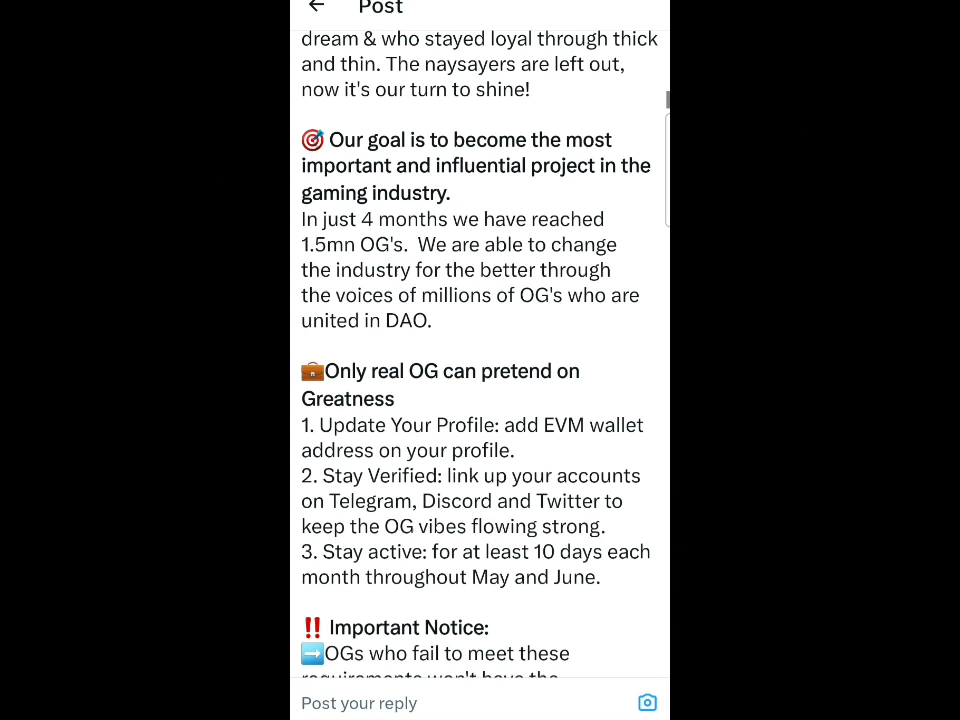 Post
dream & who stayed loyal through thick
and thin. The naysayers are left out,
now it's our turn to shine!
🎯 Our goal is to become the most
important and influential project in the
gaming industry.
In just 4 months we have reached
1.5mn OG's.  We are able to change
the industry for the better through
the voices of millions of OG's who are
united in DAO.
💼Only real OG can pretend on
Greatness
1. Update Your Profile: add EVM wallet
address on your profile.
2. Stay Verified: link up your accounts
on Telegram, Discord and Twitter to
keep the OG vibes flowing strong.
3. Stay active: for at least 10 days each
month throughout May and June.
‼️ Important Notice:
➡️OGs who fail to meet these
requirements won't have the
Post your reply